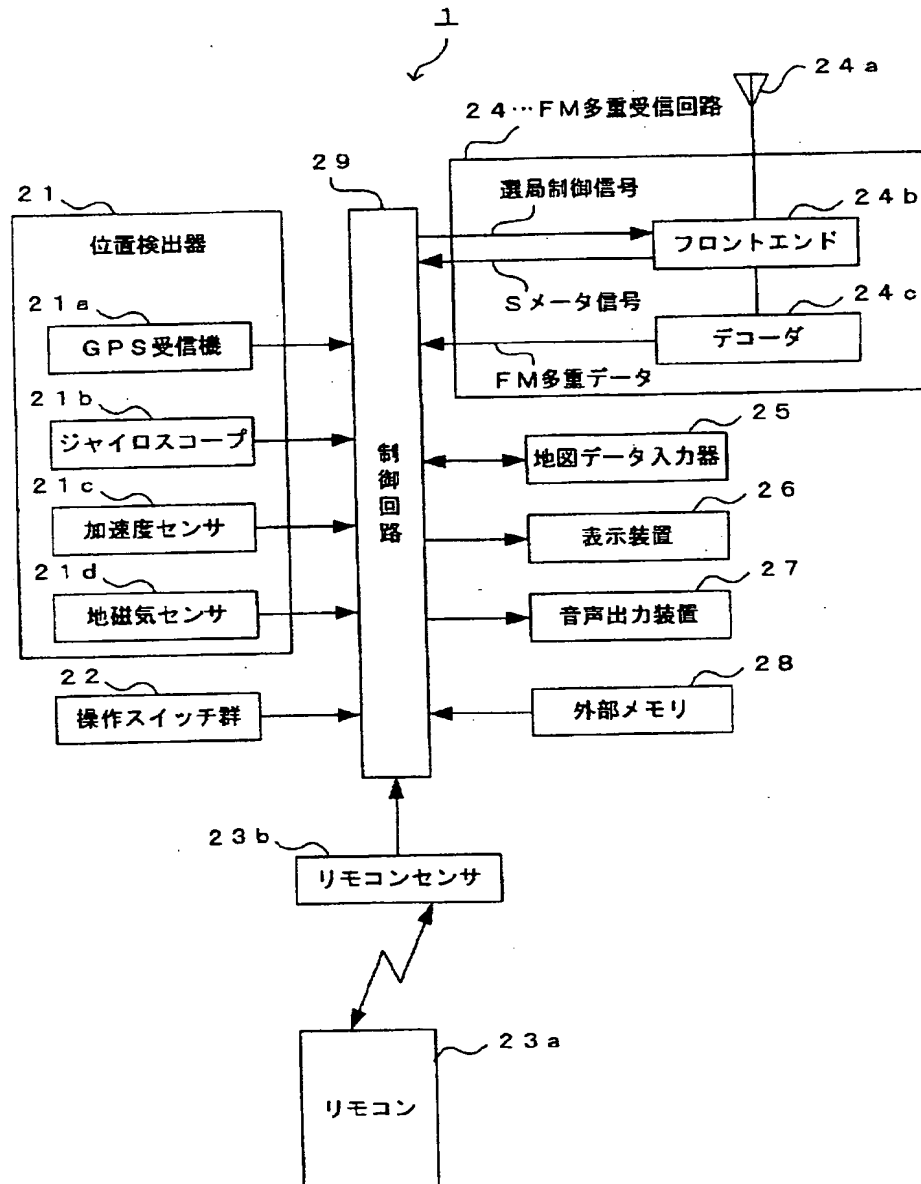 1
24a
24…FM多重受信回路
29
21
選局制御信号
24b
位置検出器
フロントエンド
Sメータ信号
24c
21a
GPS受信機
デコーダ
FM多重データ
21b
ジャイロスコープ
25
地図データ入力器
制御回路
21c
加速度センサ
26
表示装置
21d
地磁気センサ
27
音声出力装置
22
操作スイッチ群
28
外部メモリ
23b
リモコンセンサ
23a
リモコン